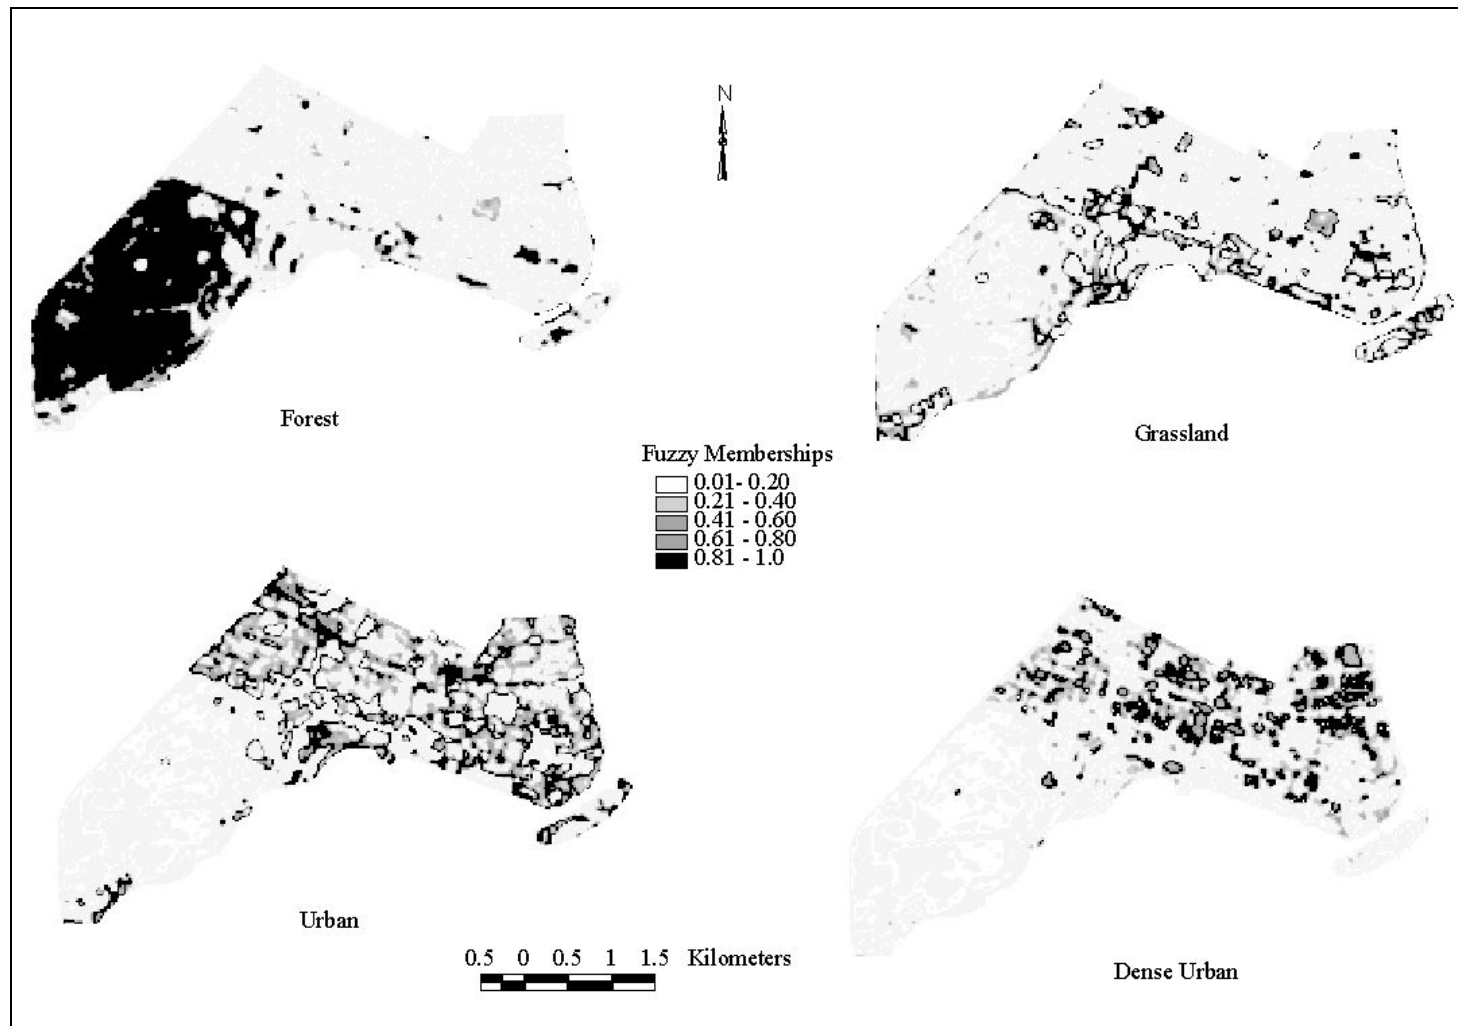 N
Forest
Grassland
Fuzzy Memberships
0.01- 0.20
0.21 - 0.40
0.41 - 0.60
0.61 - 0.80
0.81 - 1.0
Urban
Dense Urban
0.5 0 0.5 1 1.5 Kilometers